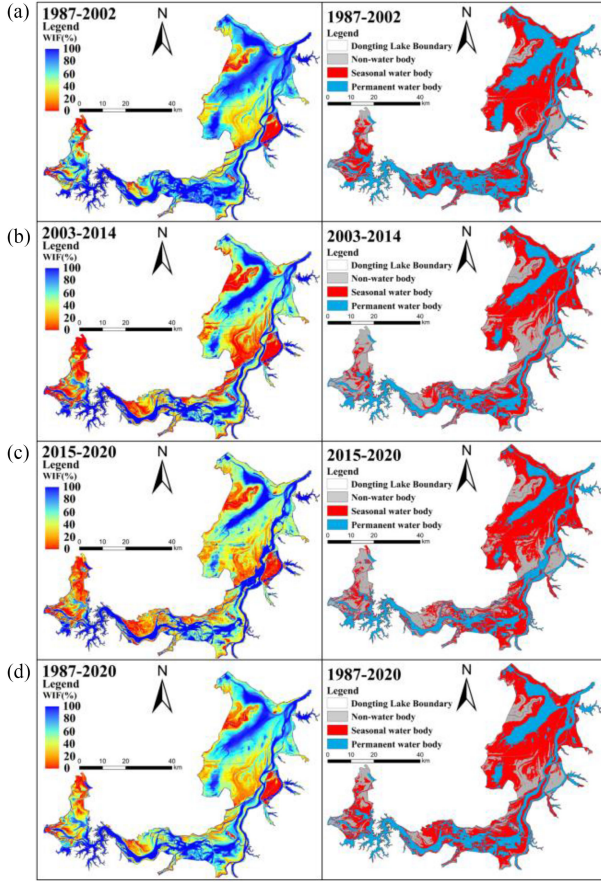 (a)
1987-2002
Legend
WIF(%)
100
80
60
40
20
0
N
0 10 20 40
km
1987-2002
Legend
Dongting Lake Boundary
Non-water body
Seasonal water body
Permanent water body
N
0 10 20 40
km
(b)
2003-2014
Legend
WIF(%)
100
80
60
40
20
0
N
0 10 20 40
km
2003-2014
Legend
Dongting Lake Boundary
Non-water body
Seasonal water body
Permanent water body
N
0 10 20 40
km
(c)
2015-2020
Legend
WIF(%)
100
80
60
40
20
0
N
0 10 20 40
km
2015-2020
Legend
Dongting Lake Boundary
Non-water body
Seasonal water body
Permanent water body
N
0 10 20 40
km
(d)
1987-2020
Legend
WIF(%)
100
80
60
40
20
0
N
0 10 20 40
km
1987-2020
Legend
Dongting Lake Boundary
Non-water body
Seasonal water body
Permanent water body
N
0 10 20 40
km